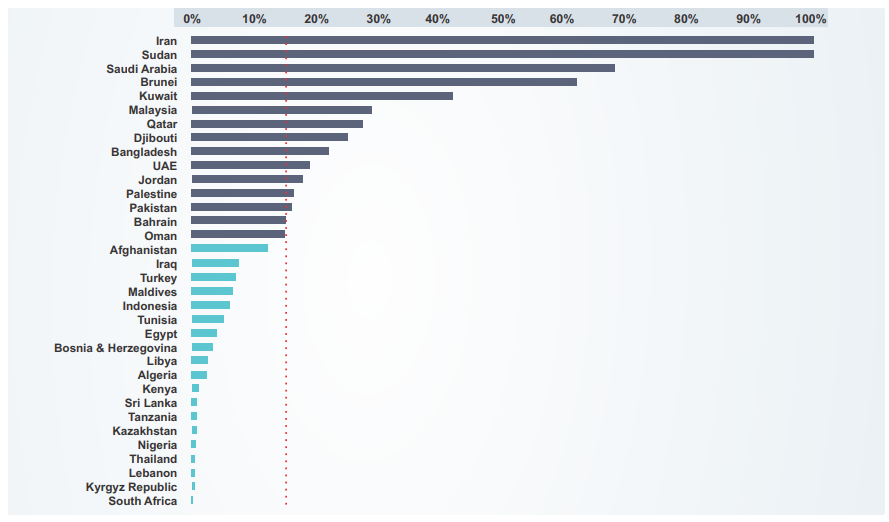 0% 10% 20% 30% 40% 50% 60% 70% 80% 90% 100%
Iran
Sudan
Saudi Arabia
Brunei
Kuwait
Malaysia
Qatar
Djibouti
Bangladesh
UAE
Jordan
Palestine
Pakistan
Bahrain
Oman
Afghanistan
Iraq
Turkey
Maldives
Indonesia
Tunisia
Egypt
Bosnia & Herzegovina
Libya
Algeria
Kenya
Sri Lanka
Tanzania
Kazakhstan
Nigeria
Thailand
Lebanon
Kyrgyz Republic
South Africa